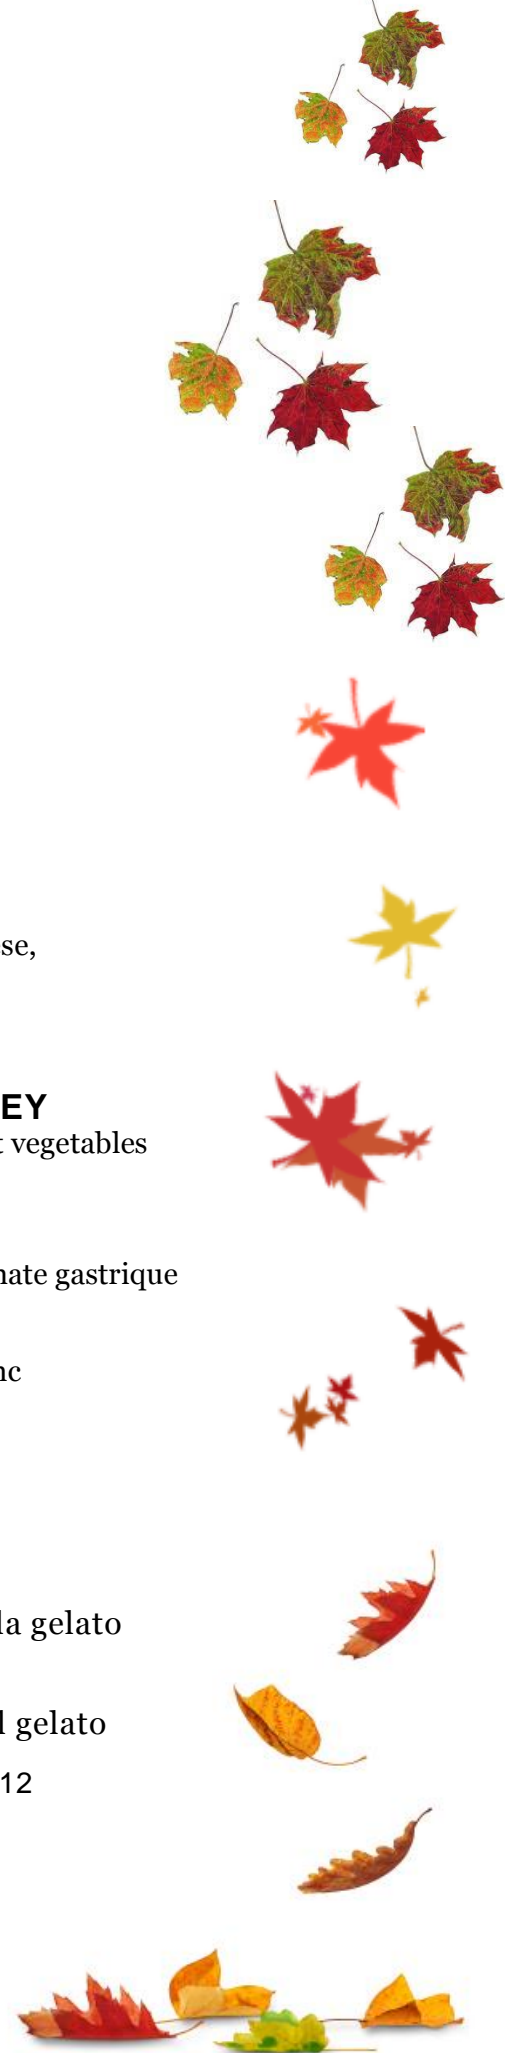 se,
EY
t vegetables
nate gastrique
nc
la gelato
l gelato
12